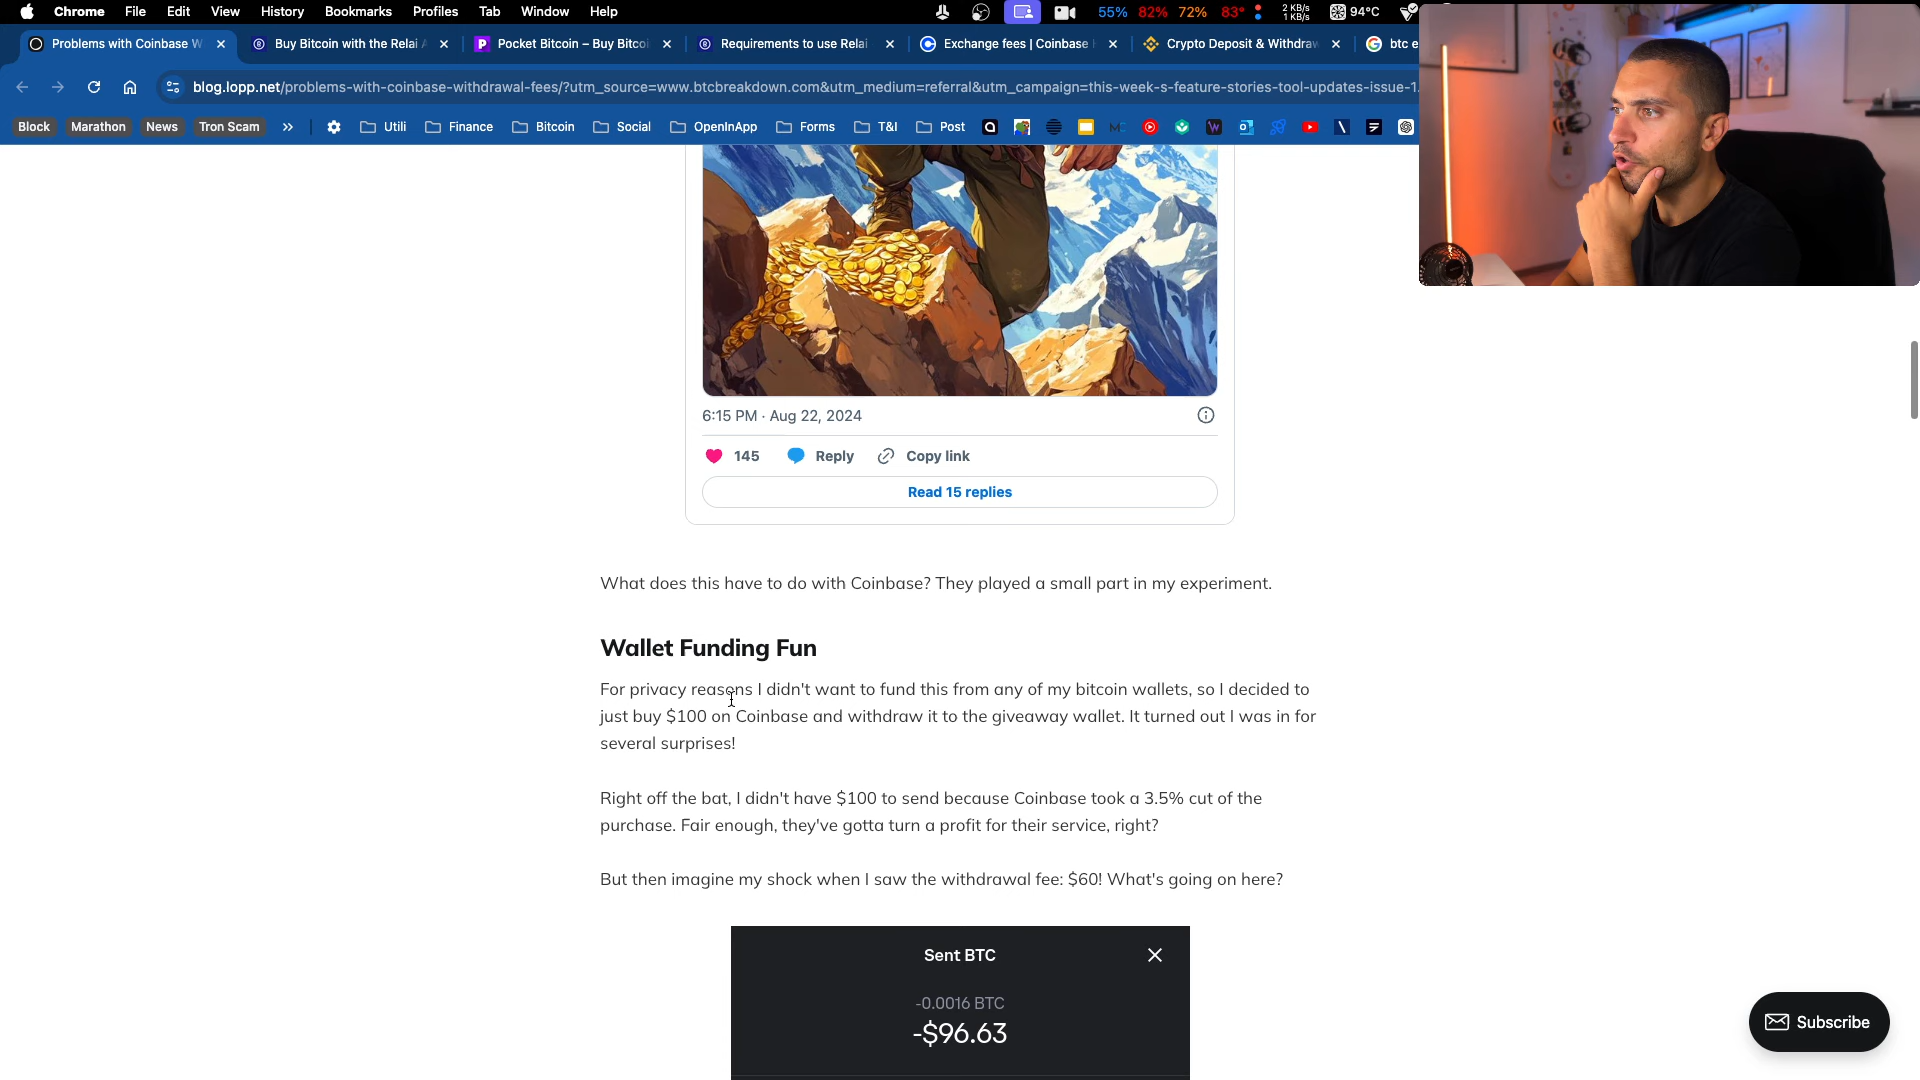 Chrome File Edit View History Bookmarks Profiles Tab Window Help 55% 82% 72% 83° 2 KB/s 1 KB/s 94°C
Problems with Coinbase W Buy Bitcoin with the Relai Pocket Bitcoin – Buy Bitcoi Requirements to use Relai Exchange fees | Coinbase Crypto Deposit & Withdraw btc e
blog.lopp.net/problems-with-coinbase-withdrawal-fees/?utm_source=www.btcbreakdown.com&utm_medium=referral&utm_campaign=this-week-s-feature-stories-tool-updates-issue-1
Block Marathon News Tron Scam » Utili Finance Bitcoin Social OpenInApp Forms T&I Post
6:15 PM · Aug 22, 2024
145 Reply Copy link
Read 15 replies
What does this have to do with Coinbase? They played a small part in my experiment.
Wallet Funding Fun
For privacy reasons I didn't want to fund this from any of my bitcoin wallets, so I decided to
just buy $100 on Coinbase and withdraw it to the giveaway wallet. It turned out I was in for
several surprises!
Right off the bat, I didn't have $100 to send because Coinbase took a 3.5% cut of the
purchase. Fair enough, they've gotta turn a profit for their service, right?
But then imagine my shock when I saw the withdrawal fee: $60! What's going on here?
Sent BTC
-0.0016 BTC
-$96.63
Subscribe